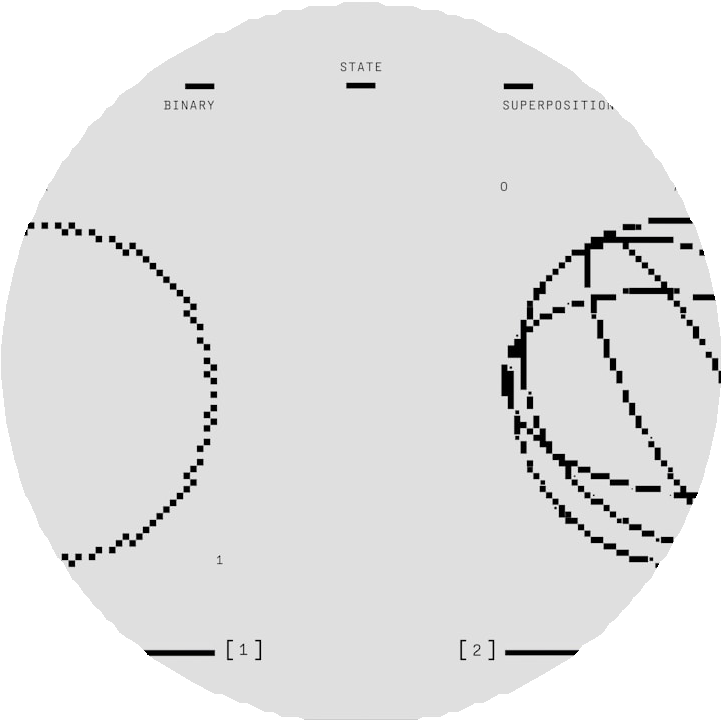 STATE
BINARY
SUPERPOSITION
0
1
[1]
[2]